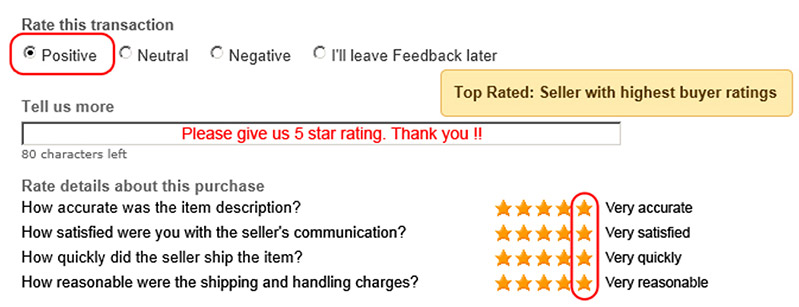 Rate this transaction
Positive Neutral Negative I'll leave Feedback later
Top Rated: Seller with highest buyer ratings
Tell us more
Please give us 5 star rating. Thank you !!
80 characters left
Rate details about this purchase
How accurate was the item description? Very accurate
How satisfied were you with the seller's communication? Very satisfied
How quickly did the seller ship the item? Very quickly
How reasonable were the shipping and handling charges? Very reasonable